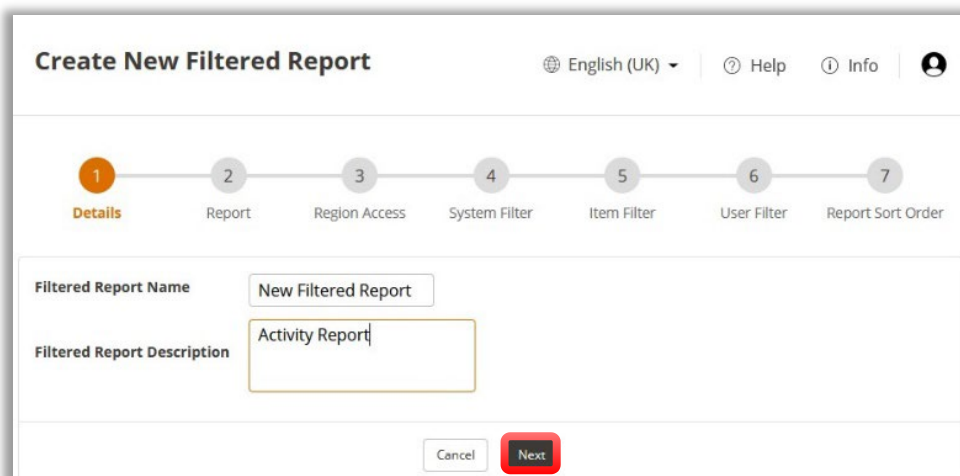 Create New Filtered Report
English (UK)
Help
Info
1
2
3
4
5
6
7
Details
Report
Region Access
System Filter
Item Filter
User Filter
Report Sort Order
Filtered Report Name
New Filtered Report
Filtered Report Description
Activity Report
Cancel
Next